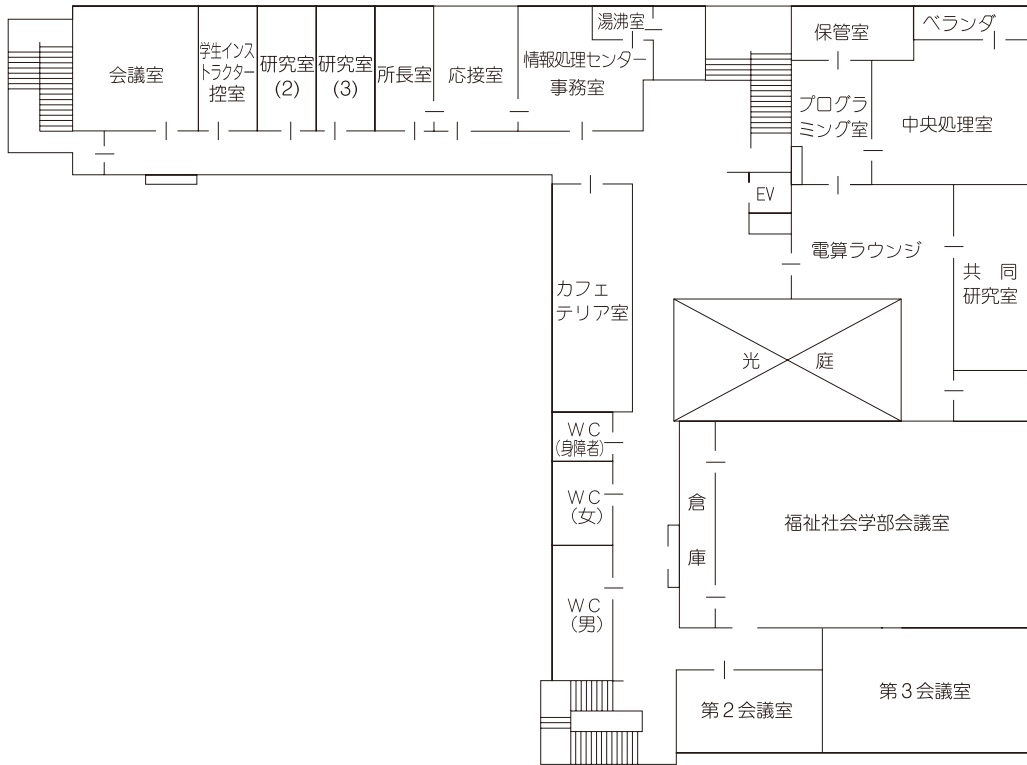 湯沸室
保管室
ベランダ
会議室
学生インス
トラクター
控室
研究室
(2)
研究室
(3)
所長室
応接室
情報処理センター
事務室
プログラ
ミング室
中央処理室
EV
電算ラウンジ
共　同
研究室
カフェ
テリア室
光　庭
ＷＣ
(身障者)
ＷＣ
(女)
倉
庫
福祉社会学部会議室
ＷＣ
(男)
第２会議室
第３会議室